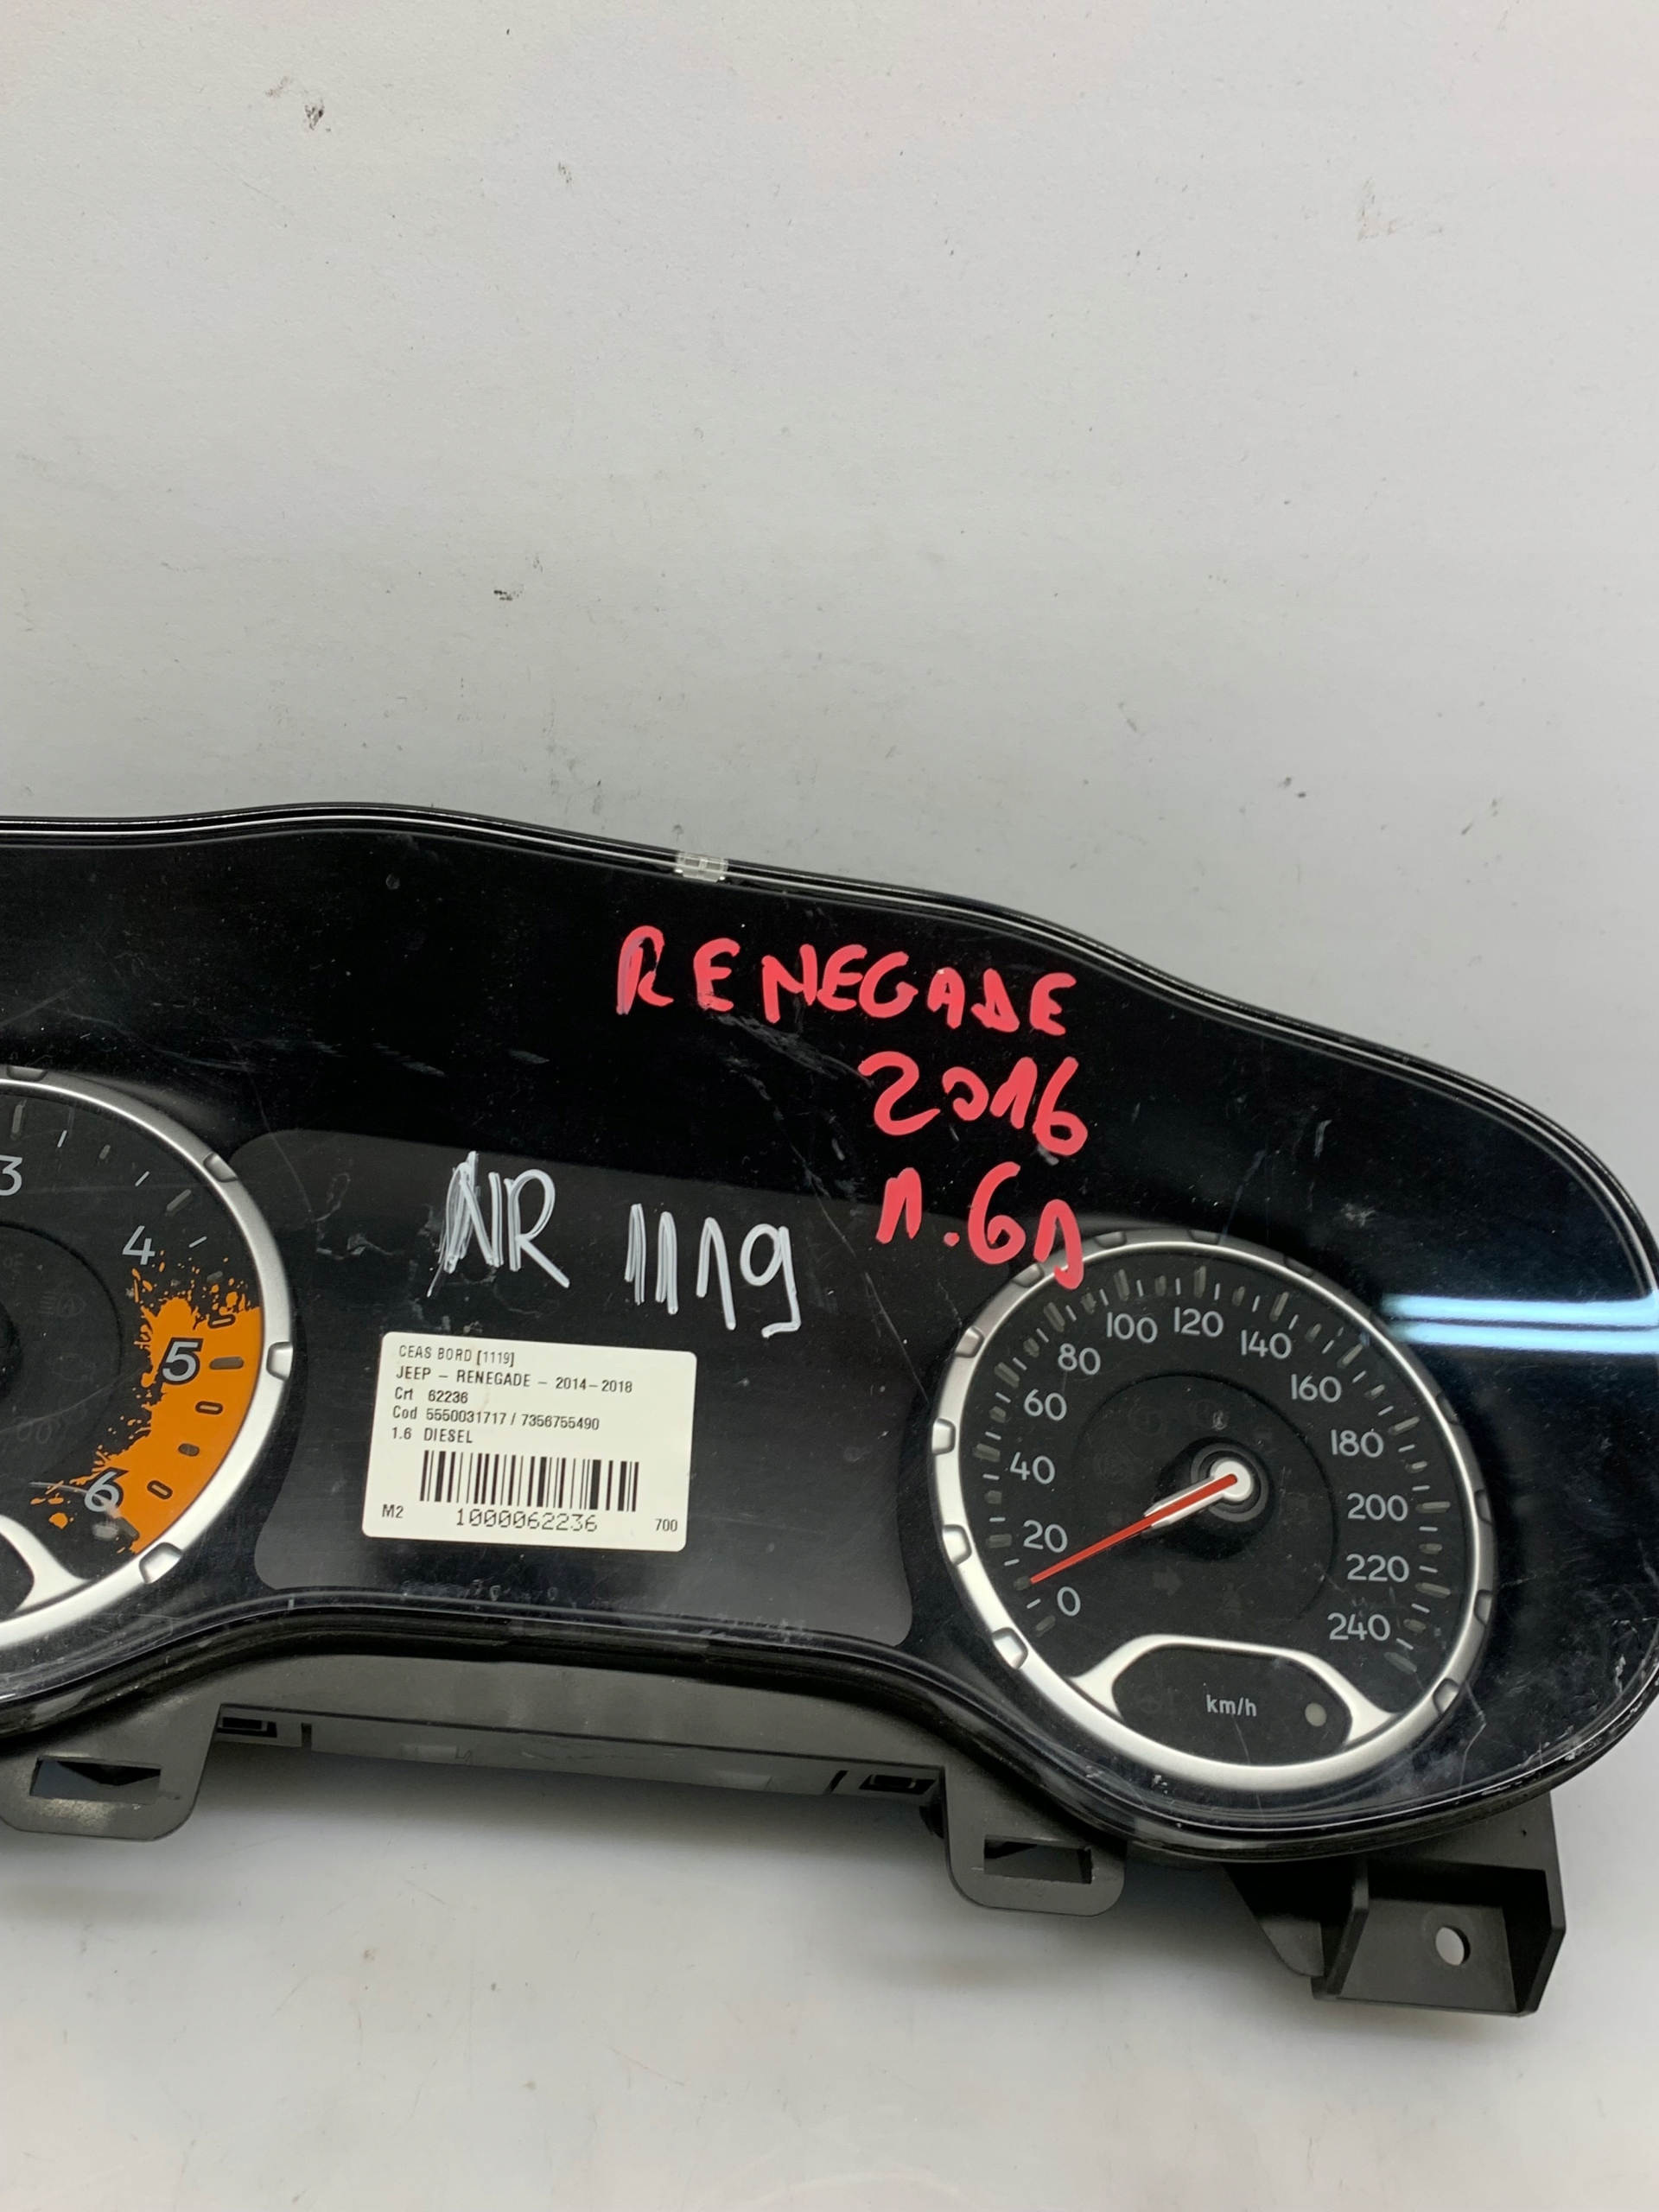 RENEGADE
2016
1.6D
NR 1119
CEAS BORD [1119]
JEEP - RENEGADE - 2014-2018
Crt 62236
Cod 5550031717 / 7356755490
1.6 DIESEL
M2 1000062236 700
3
4
5
6
0
20
40
60
80
100
120
140
160
180
200
220
240
km/h